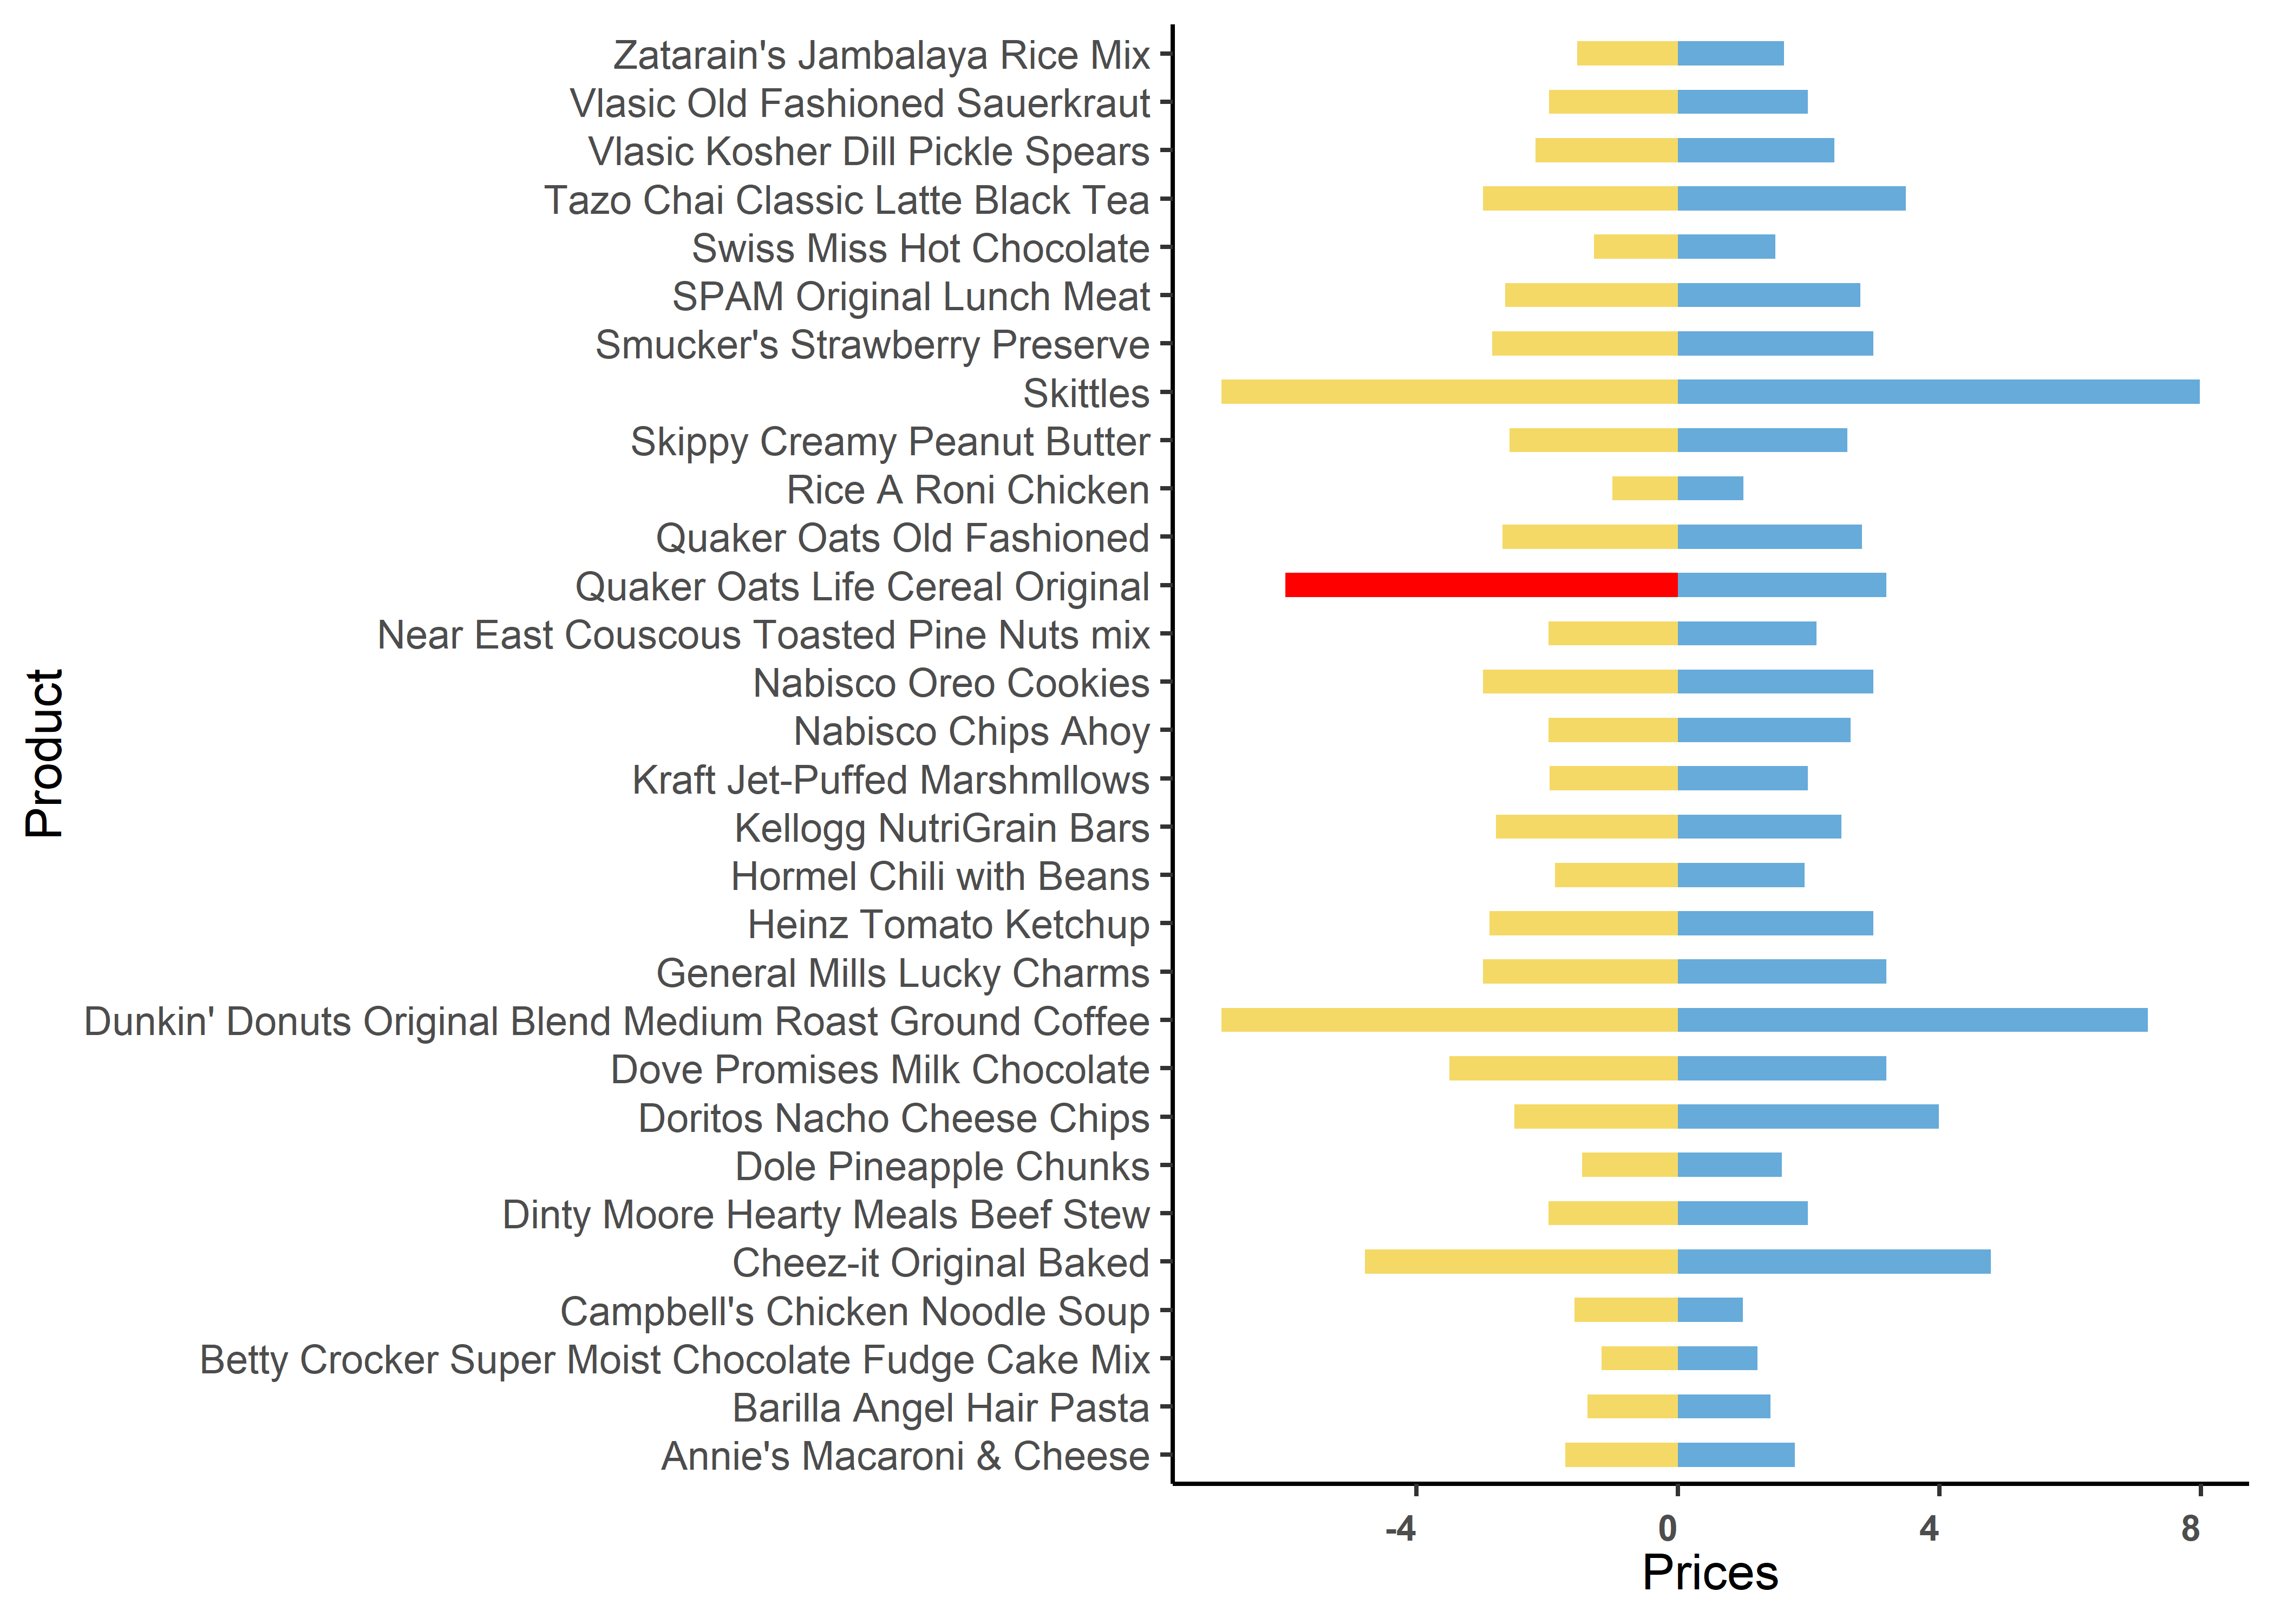 Zatarain's Jambalaya Rice Mix
Vlasic Old Fashioned Sauerkraut
Vlasic Kosher Dill Pickle Spears
Tazo Chai Classic Latte Black Tea
Swiss Miss Hot Chocolate
SPAM Original Lunch Meat
Smucker's Strawberry Preserve
Skittles
Skippy Creamy Peanut Butter
Rice A Roni Chicken
Quaker Oats Old Fashioned
Quaker Oats Life Cereal Original
Near East Couscous Toasted Pine Nuts mix
Nabisco Oreo Cookies
Nabisco Chips Ahoy
Kraft Jet-Puffed Marshmllows
Kellogg NutriGrain Bars
Hormel Chili with Beans
Heinz Tomato Ketchup
General Mills Lucky Charms
Dunkin' Donuts Original Blend Medium Roast Ground Coffee
Dove Promises Milk Chocolate
Doritos Nacho Cheese Chips
Dole Pineapple Chunks
Dinty Moore Hearty Meals Beef Stew
Cheez-it Original Baked
Campbell's Chicken Noodle Soup
Betty Crocker Super Moist Chocolate Fudge Cake Mix
Barilla Angel Hair Pasta
Annie's Macaroni & Cheese
Product
-4 0 4 8
Prices